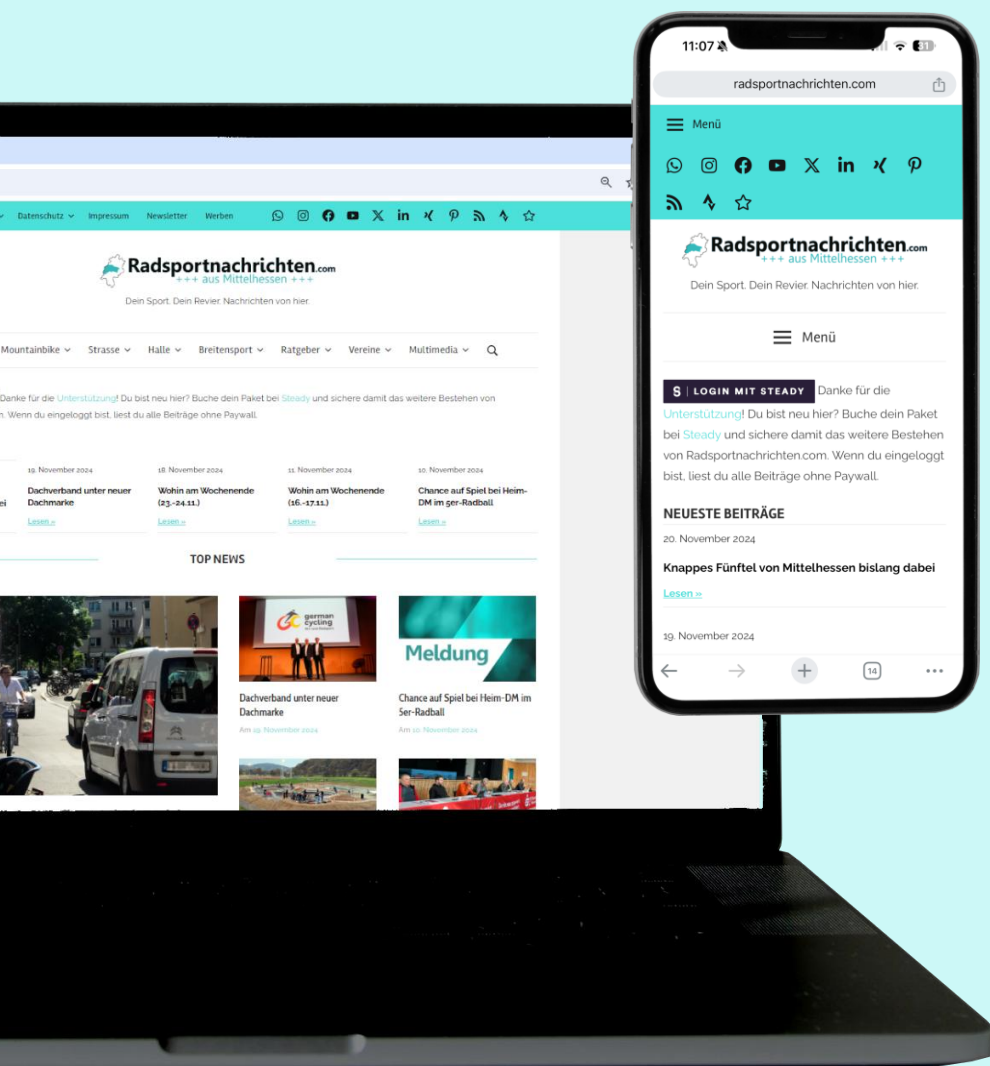 Datenschutz
Impressum
Newsletter
Werben
Radsportnachrichten.com
+++ aus Mittelhessen +++
Dein Sport. Dein Revier. Nachrichten von hier.
Mountainbike
Strasse
Halle
Breitensport
Ratgeber
Vereine
Multimedia
Danke für die Unterstützung! Du bist neu hier? Buche dein Paket bei Steady und sichere damit das weitere Bestehen von
Wenn du eingeloggt bist, liest du alle Beiträge ohne Paywall.
19. November 2024
Dachverband unter neuer
Dachmarke
Lesen »
18. November 2024
Wohin am Wochenende
(23.-24.11.)
Lesen »
11. November 2024
Wohin am Wochenende
(16.-17.11.)
Lesen »
10. November 2024
Chance auf Spiel bei Heim-
DM im 5er-Radball
Lesen »
TOP NEWS
german
cycling
Dachverband unter neuer
Dachmarke
Am 19. November 2024
Meldung
Chance auf Spiel bei Heim-DM im
5er-Radball
Am 10. November 2024
11:07
31
radsportnachrichten.com
Menü
Radsportnachrichten.com
+++ aus Mittelhessen +++
Dein Sport. Dein Revier. Nachrichten von hier.
Menü
S | LOGIN MIT STEADY Danke für die
Unterstützung! Du bist neu hier? Buche dein Paket
bei Steady und sichere damit das weitere Bestehen
von Radsportnachrichten.com. Wenn du eingeloggt
bist, liest du alle Beiträge ohne Paywall.
NEUESTE BEITRÄGE
20. November 2024
Knappes Fünftel von Mittelhessen bislang dabei
Lesen »
19. November 2024
14